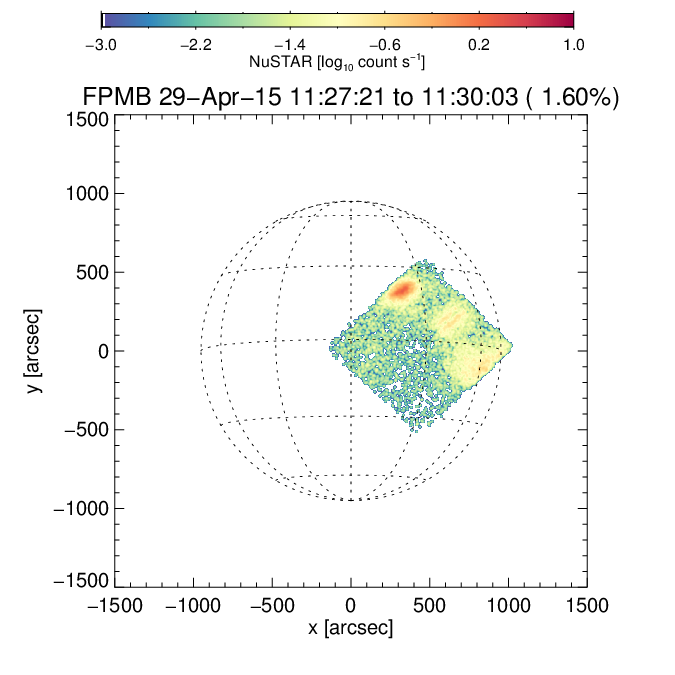 −3.0 −2.2 −1.4 −0.6 0.2 1.0
NuSTAR [log₁₀ count s⁻¹]
FPMB 29−Apr−15 11:27:21 to 11:30:03 ( 1.60%)
1500
1000
500
0
−500
−1000
−1500
y [arcsec]
−1500 −1000 −500 0 500 1000 1500
x [arcsec]